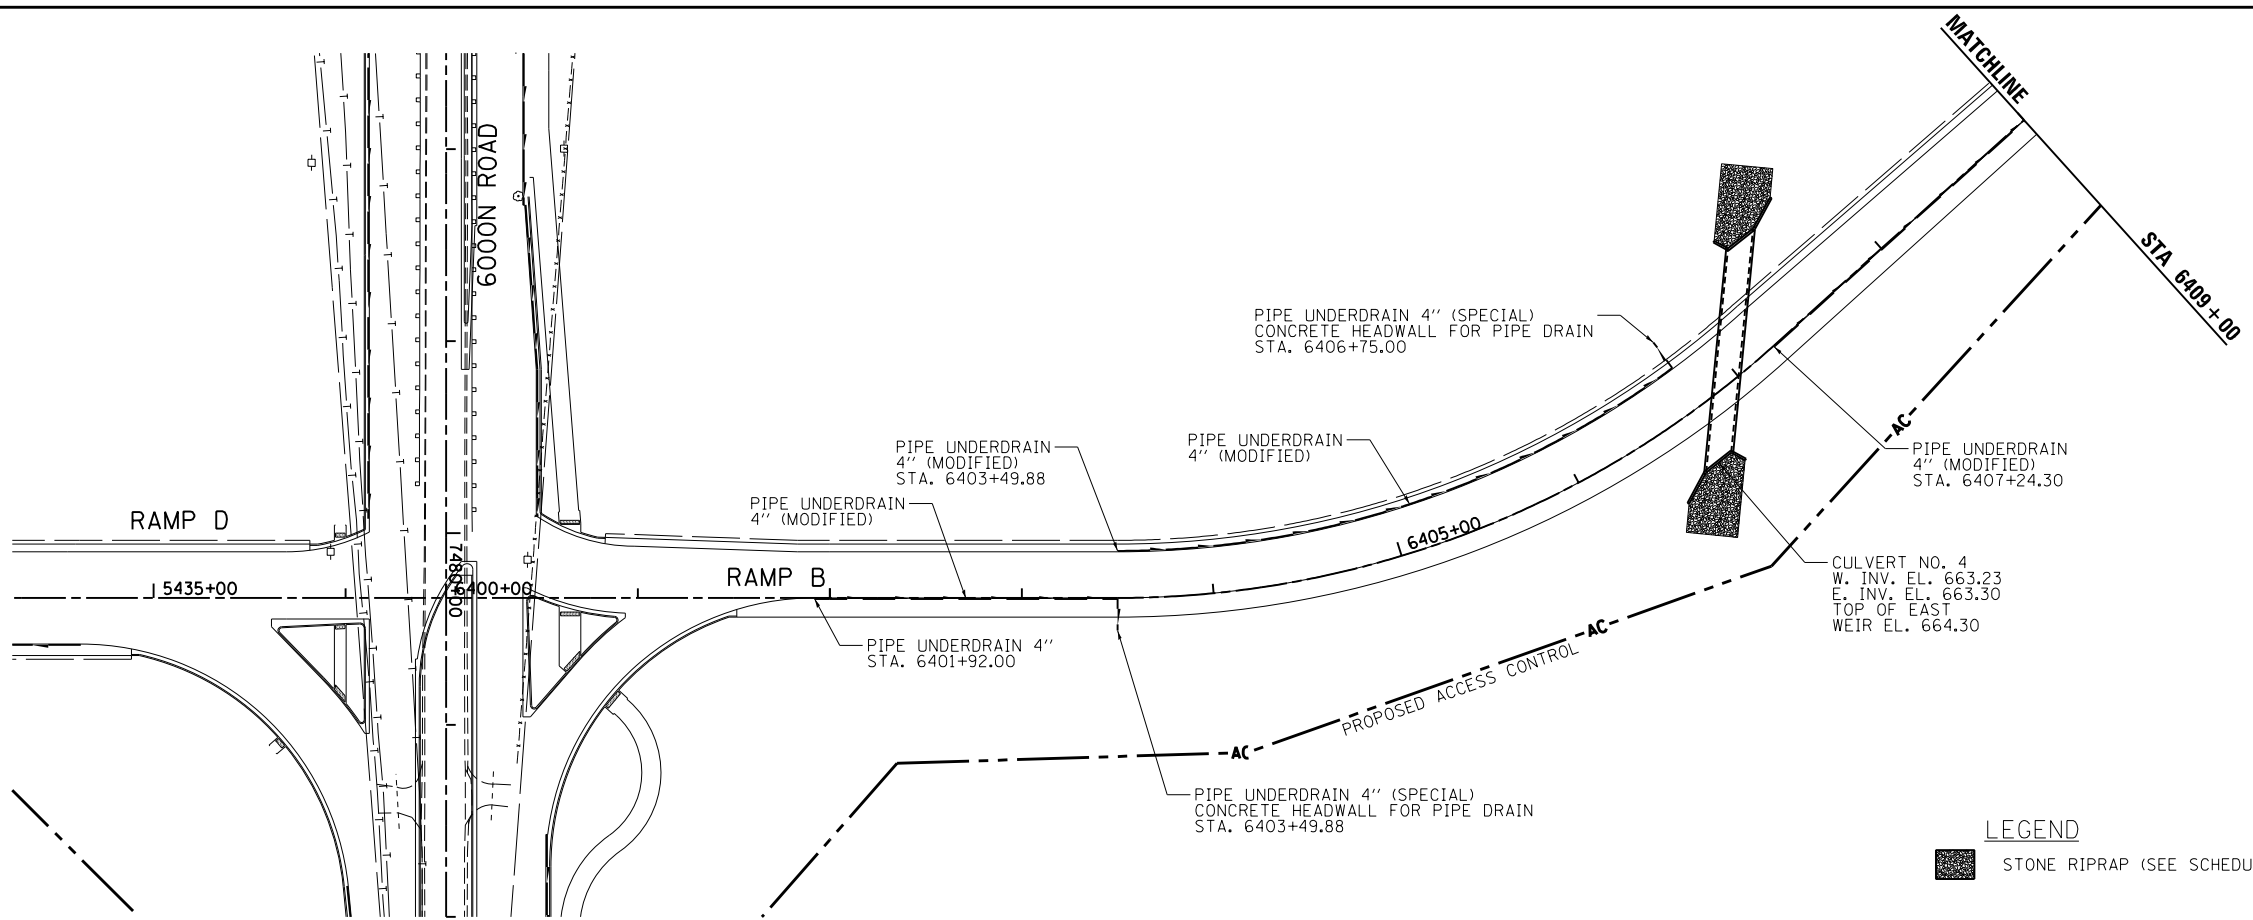 MATCHLINE
STA 6409+00
6000N ROAD
PIPE UNDERDRAIN 4'' (SPECIAL)
CONCRETE HEADWALL FOR PIPE DRAIN
STA. 6406+75.00
PIPE UNDERDRAIN
4'' (MODIFIED)
STA. 6403+49.88
PIPE UNDERDRAIN
4'' (MODIFIED)
AC
PIPE UNDERDRAIN
4'' (MODIFIED)
STA. 6407+24.30
PIPE UNDERDRAIN
4'' (MODIFIED)
RAMP D
6405+00
7480+00
RAMP B
5435+00
6400+00
CULVERT NO. 4
W. INV. EL. 663.23
E. INV. EL. 663.30
TOP OF EAST
WEIR EL. 664.30
PIPE UNDERDRAIN 4''
STA. 6401+92.00
AC
PROPOSED ACCESS CONTROL
AC
PIPE UNDERDRAIN 4'' (SPECIAL)
CONCRETE HEADWALL FOR PIPE DRAIN
STA. 6403+49.88
LEGEND
STONE RIPRAP (SEE SCHEDU